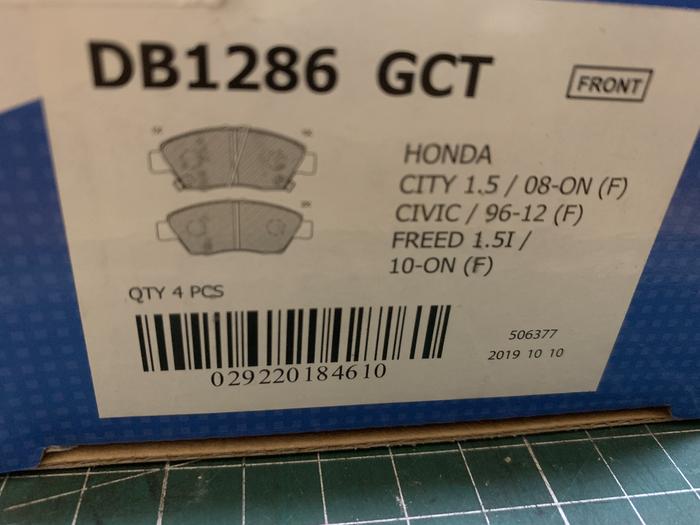 DB1286 GCT
FRONT
HONDA
CITY 1.5 / 08-ON (F)
CIVIC / 96-12 (F)
FREED 1.5I /
10-ON (F)
QTY 4 PCS
029220184610
506377
2019 10 10